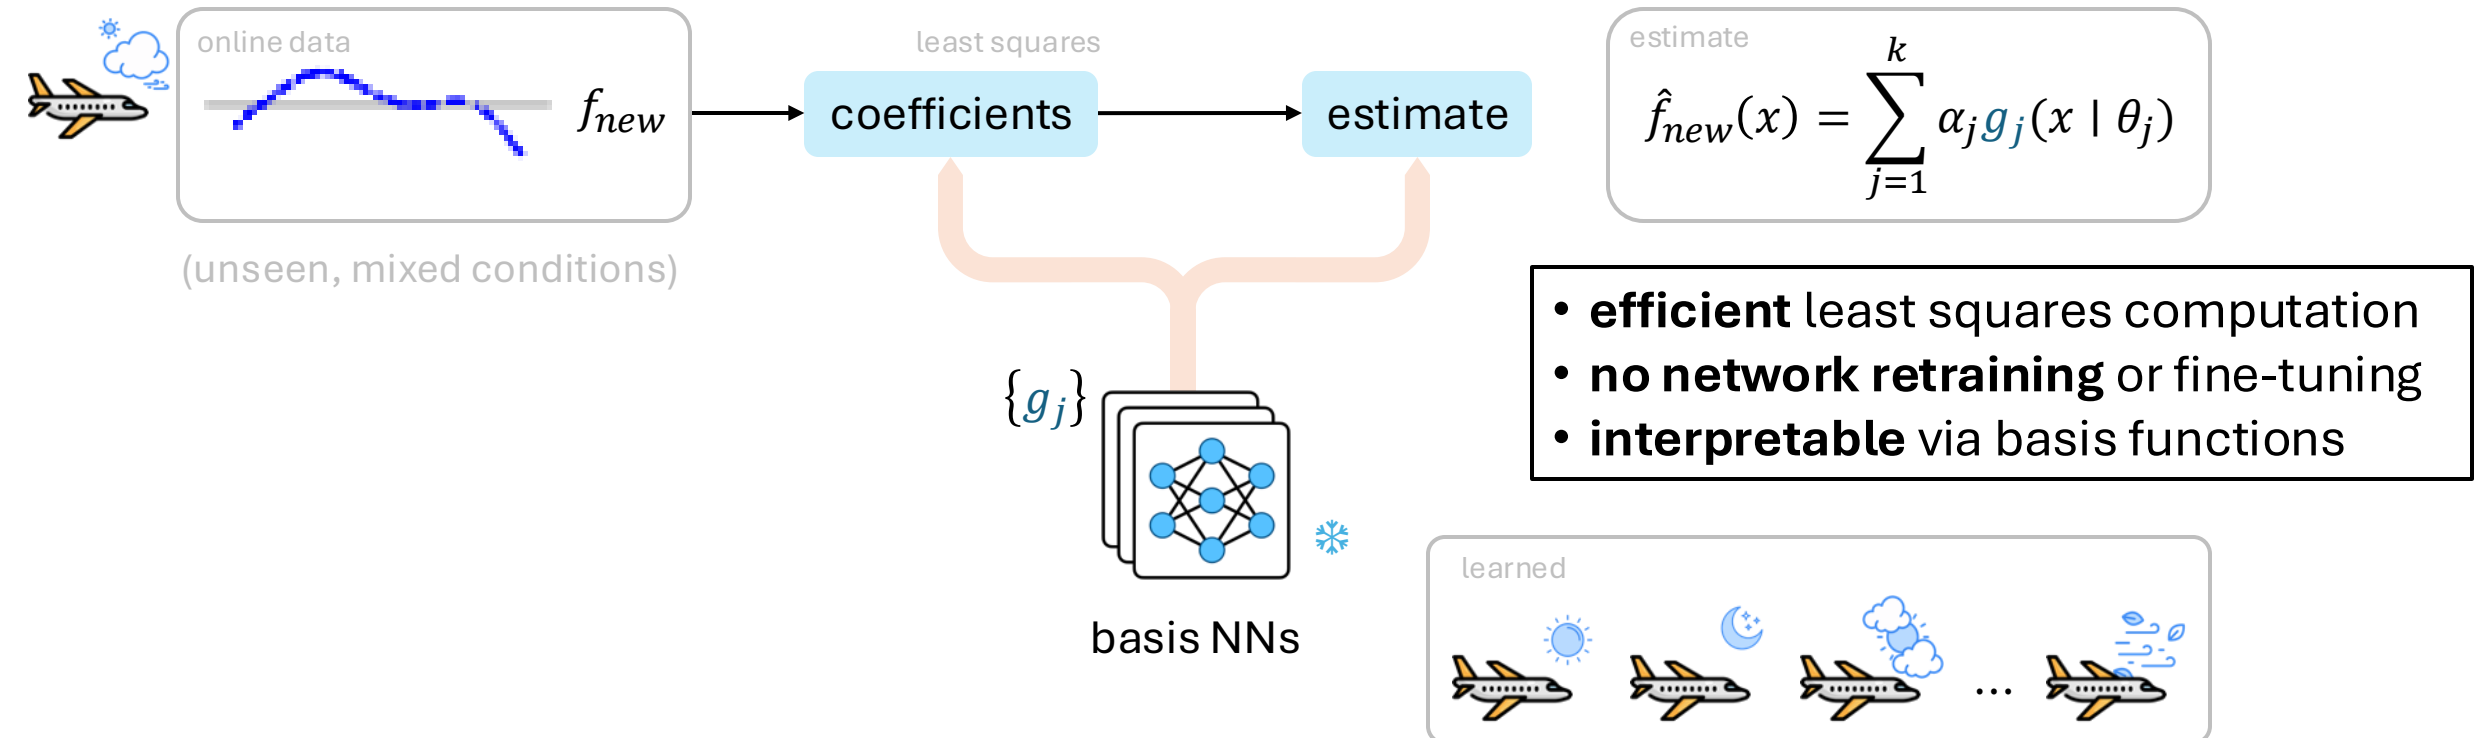 online data
f_new
(unseen, mixed conditions)
least squares
coefficients
estimate
estimate
f̂_new(x) = ∑_{j=1}^{k} α_j g_j(x | θ_j)
• efficient least squares computation
• no network retraining or fine-tuning
• interpretable via basis functions
{g_j}
basis NNs
learned
...